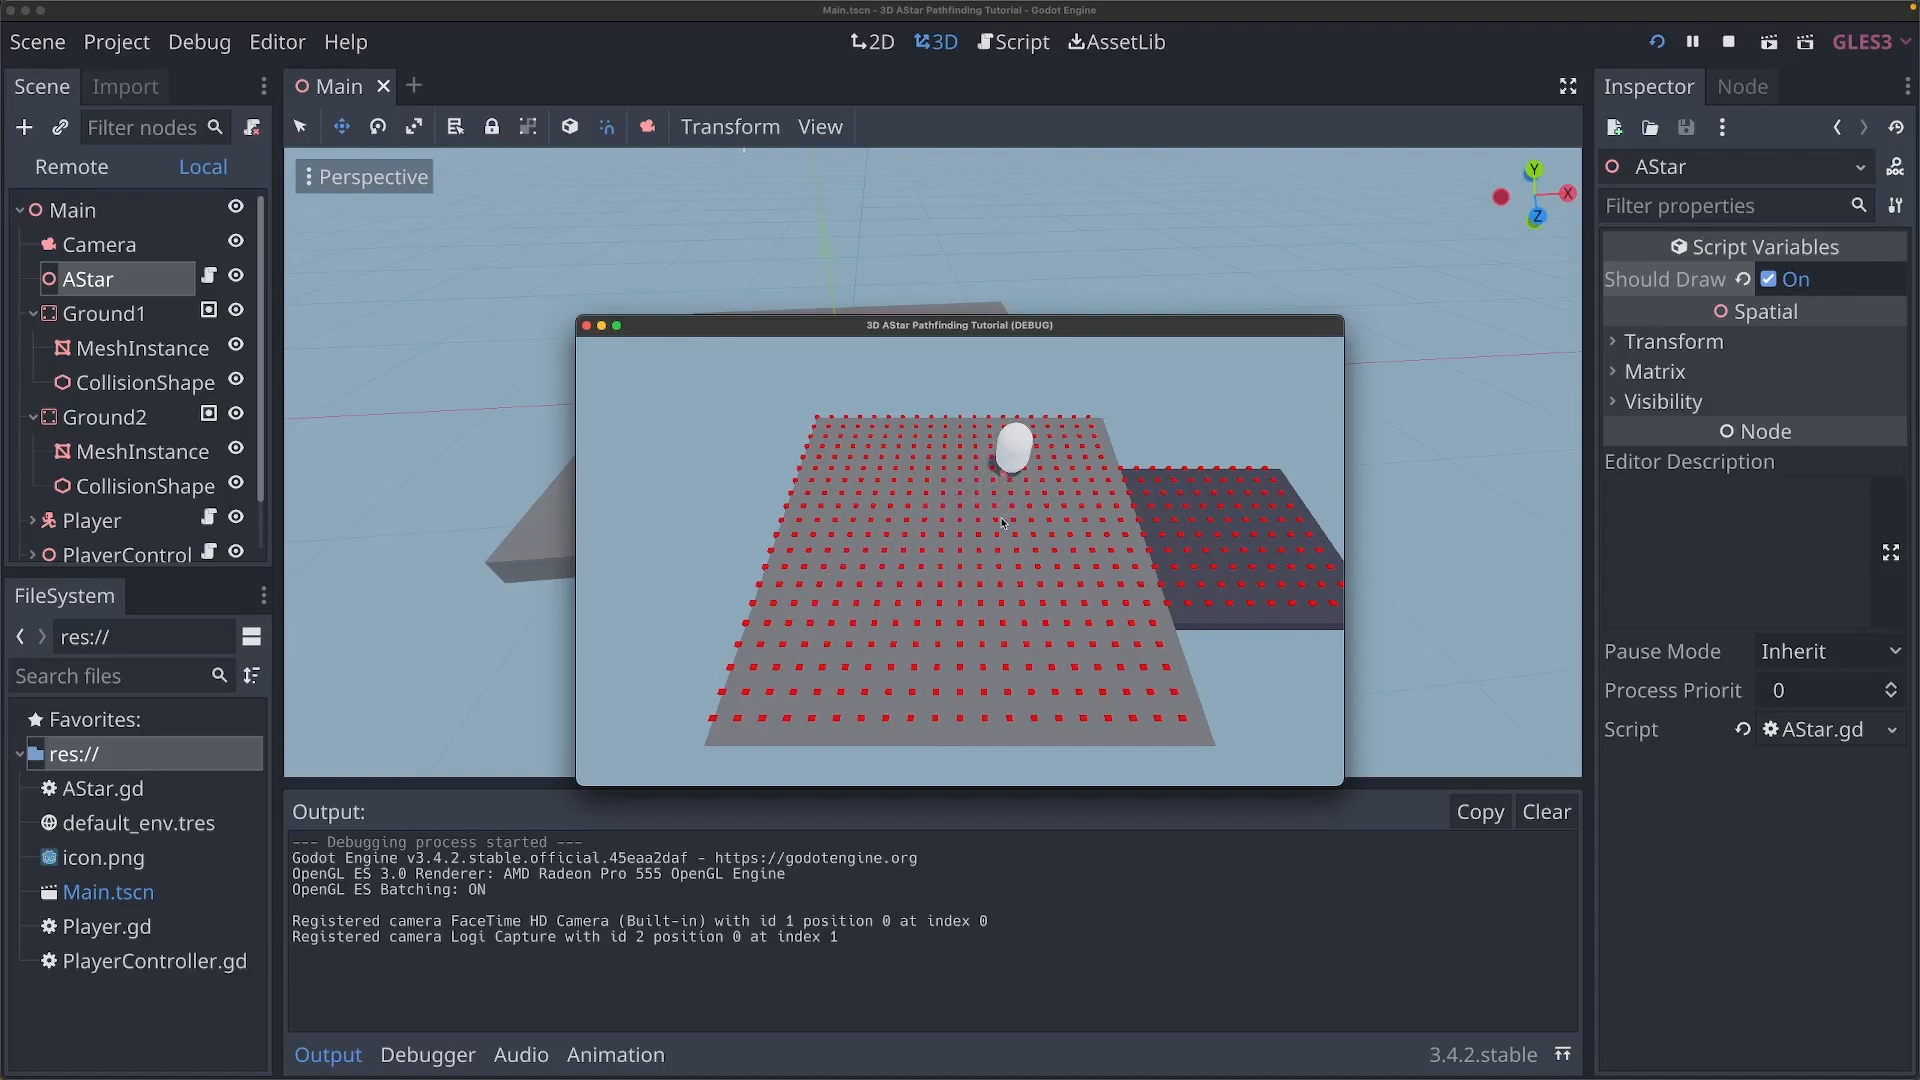 Main.tscn - 3D AStar Pathfinding Tutorial - Godot Engine
Scene Project Debug Editor Help
2D 3D Script AssetLib
GLES3
Scene Import
Main
Inspector Node
Filter nodes
Transform View
Remote Local
Perspective
Y
X
Z
AStar
Filter properties
Main
Camera
AStar
Ground1
MeshInstance
CollisionShape
Ground2
MeshInstance
CollisionShape
Player
PlayerControl
Script Variables
Should Draw On
Spatial
Transform
Matrix
Visibility
Node
Editor Description
Pause Mode Inherit
Process Priorit 0
Script AStar.gd
3D AStar Pathfinding Tutorial (DEBUG)
FileSystem
res://
Search files
Favorites:
res://
AStar.gd
default_env.tres
icon.png
Main.tscn
Player.gd
PlayerController.gd
Output:
Copy Clear
--- Debugging process started ---
Godot Engine v3.4.2.stable.official.45eaa2daf - https://godotengine.org
OpenGL ES 3.0 Renderer: AMD Radeon Pro 555 OpenGL Engine
OpenGL ES Batching: ON
Registered camera FaceTime HD Camera (Built-in) with id 1 position 0 at index 0
Registered camera Logi Capture with id 2 position 0 at index 1
Output Debugger Audio Animation
3.4.2.stable